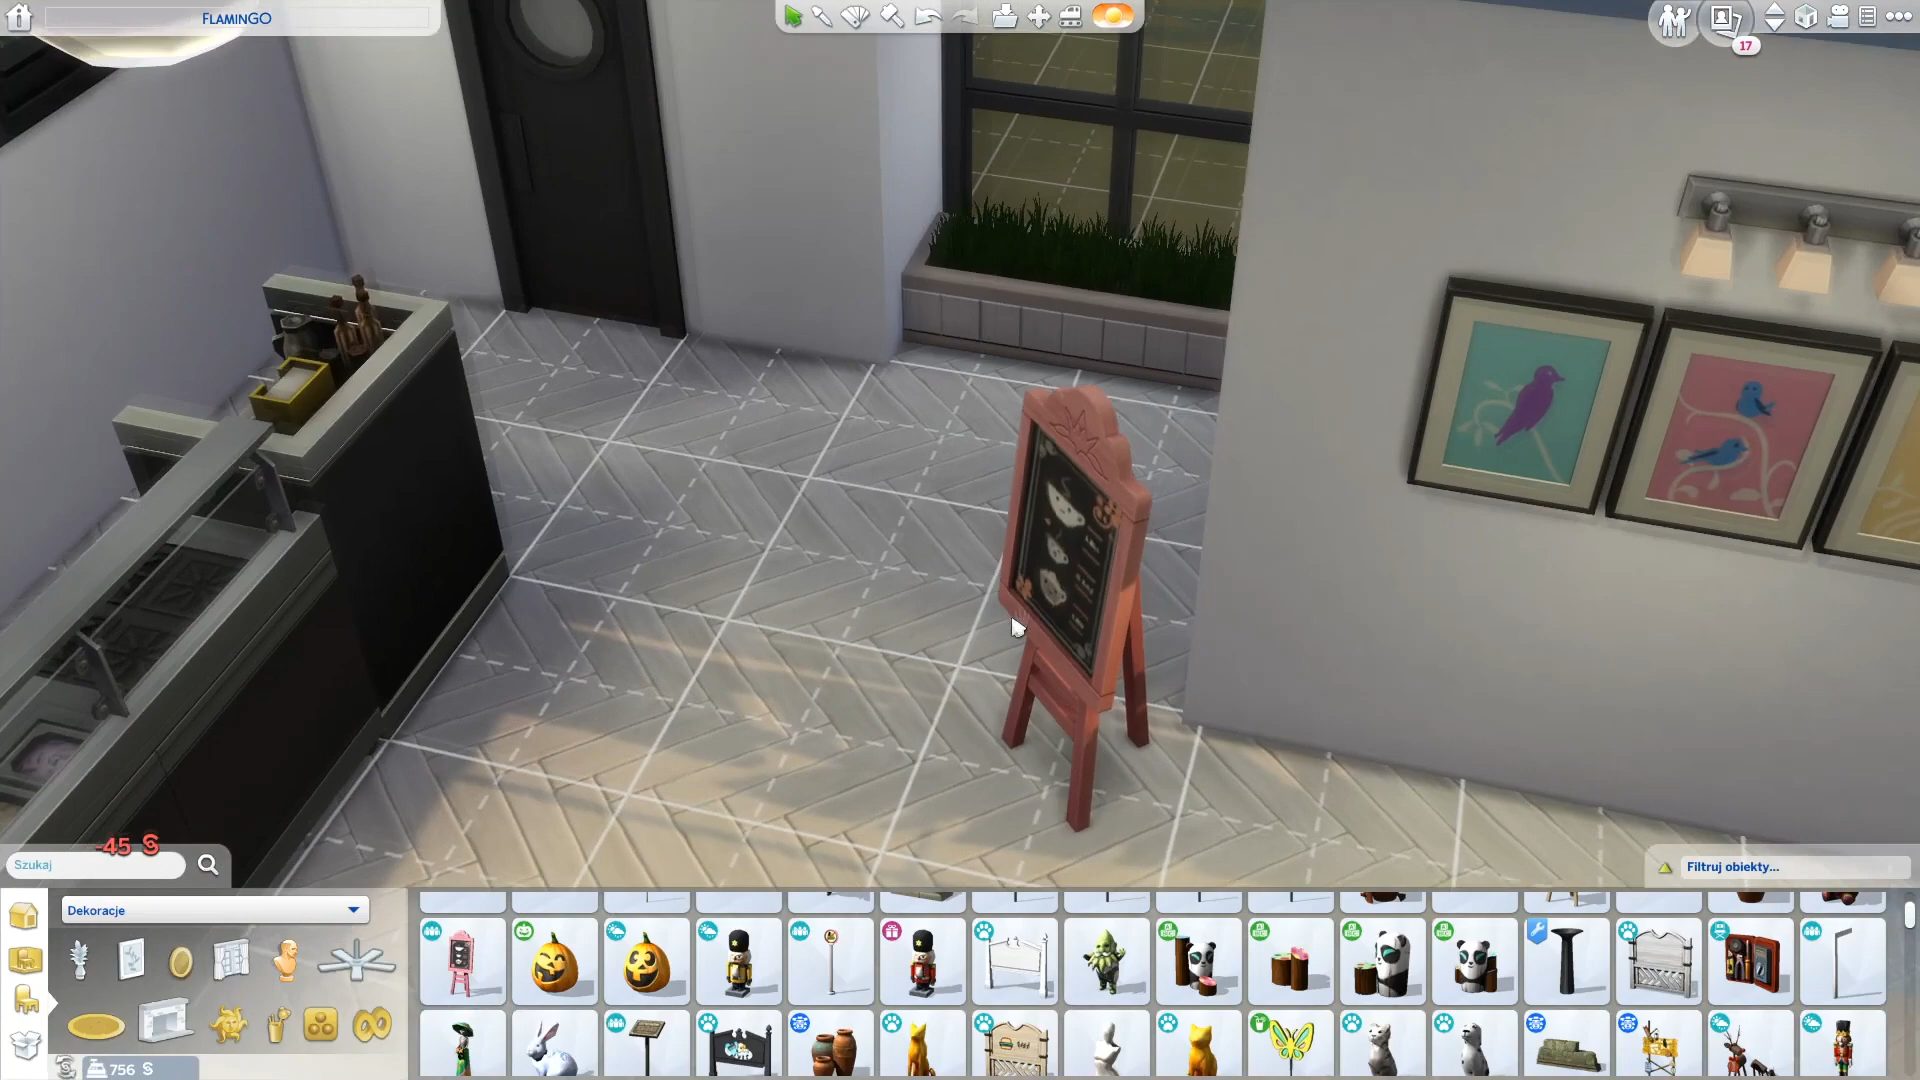 FLAMINGO
17
-45 §
Szukaj
Filtruj obiekty...
Dekoracje
756 §